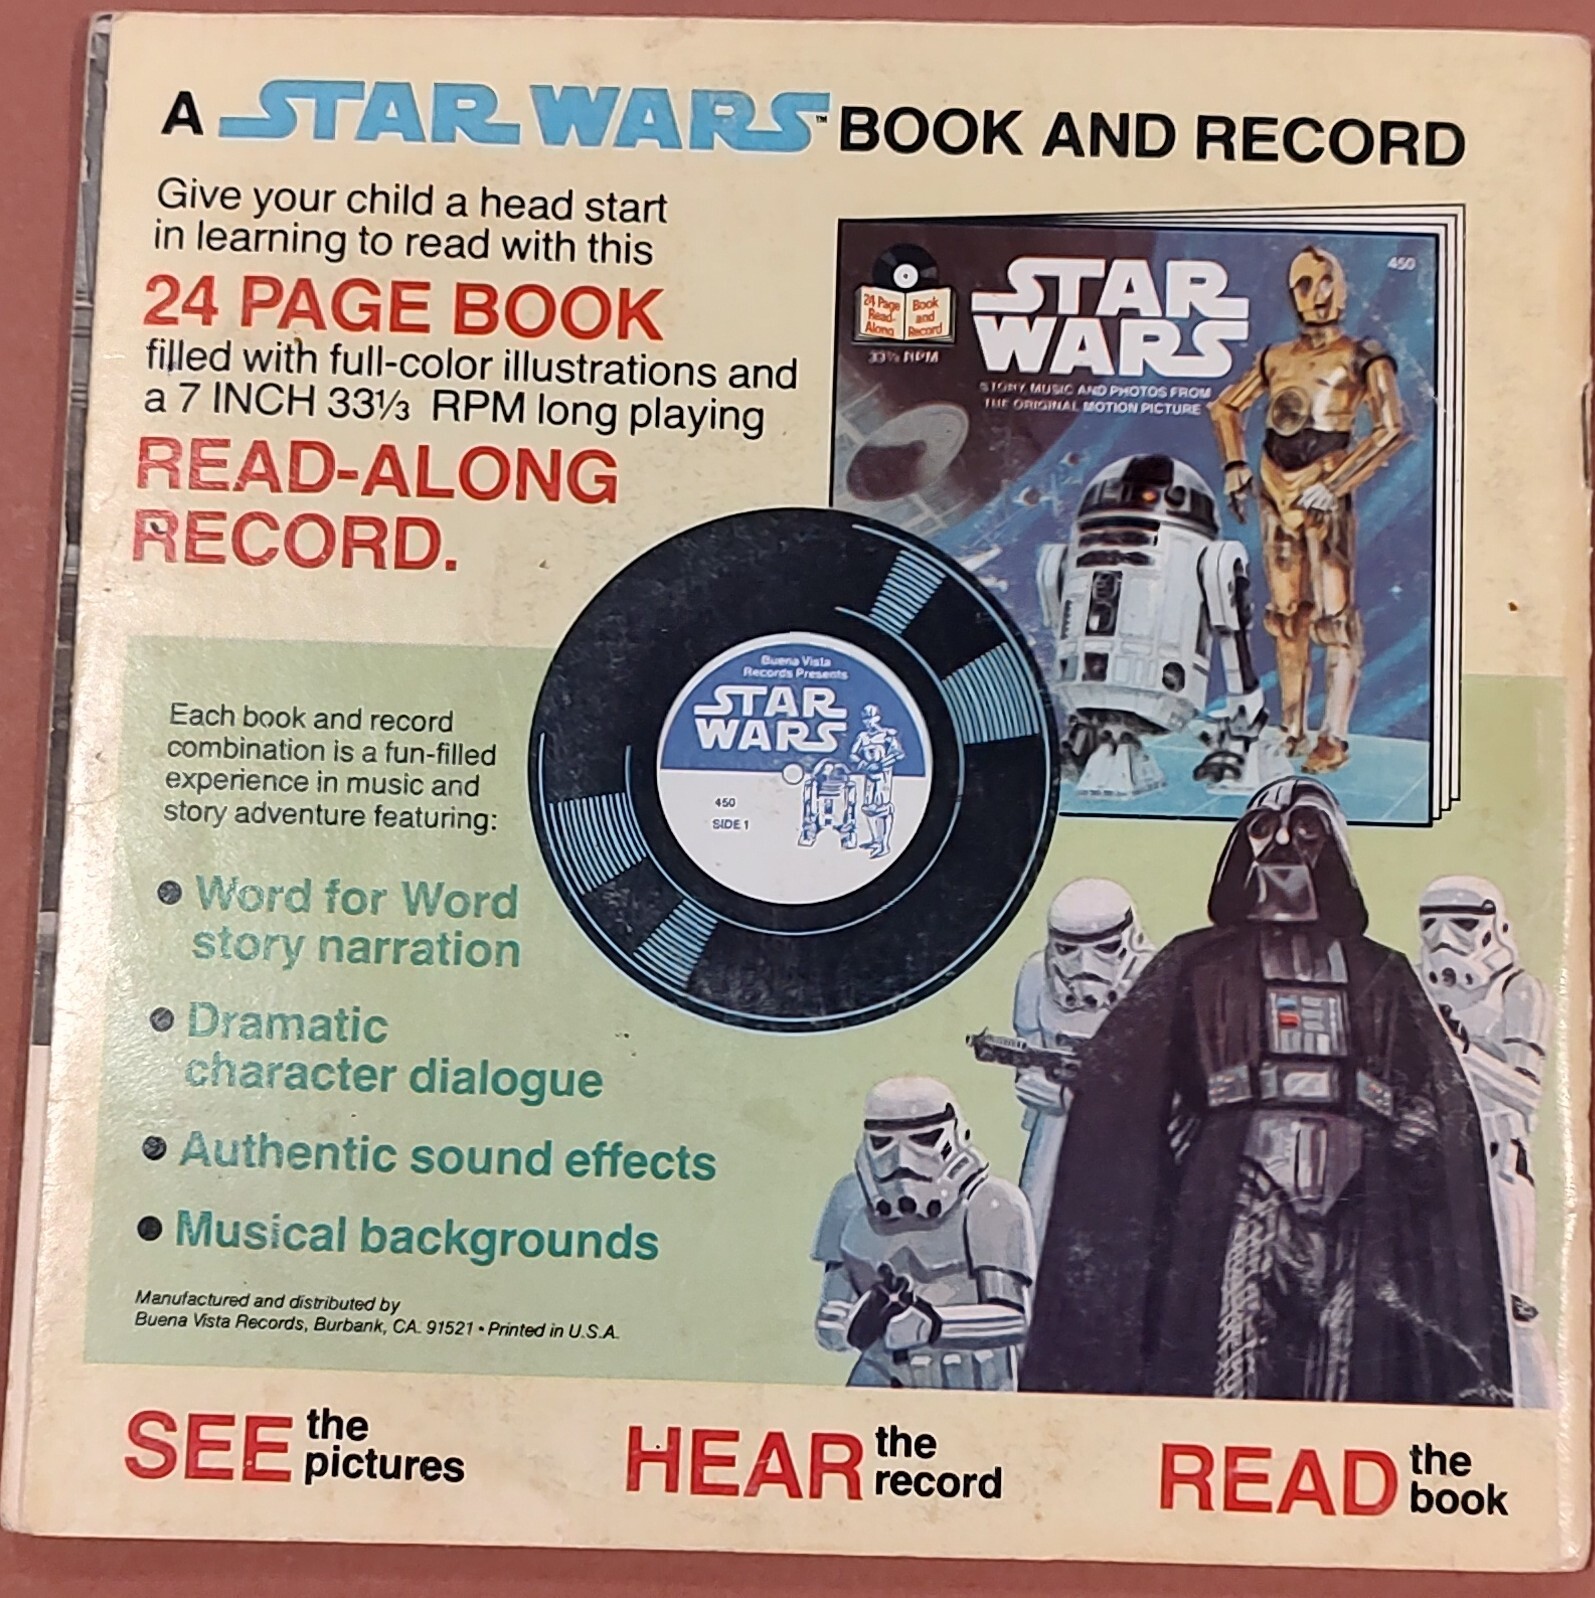 A STAR WARS™ BOOK AND RECORD
Give your child a head start
in learning to read with this
24 PAGE BOOK
filled with full-color illustrations and
a 7 INCH 33⅓ RPM long playing
READ-ALONG
RECORD.
24 Page
Read-
Along
Book
and
Record
33⅓ RPM
STAR
WARS
450
STORY, MUSIC AND PHOTOS FROM
THE ORIGINAL MOTION PICTURE
Buena Vista
Records Presents
STAR
WARS
450
SIDE 1
Each book and record
combination is a fun-filled
experience in music and
story adventure featuring:
• Word for Word
story narration
• Dramatic
character dialogue
• Authentic sound effects
• Musical backgrounds
Manufactured and distributed by
Buena Vista Records, Burbank, CA. 91521 • Printed in U.S.A.
SEE the pictures
HEAR the record
READ the book